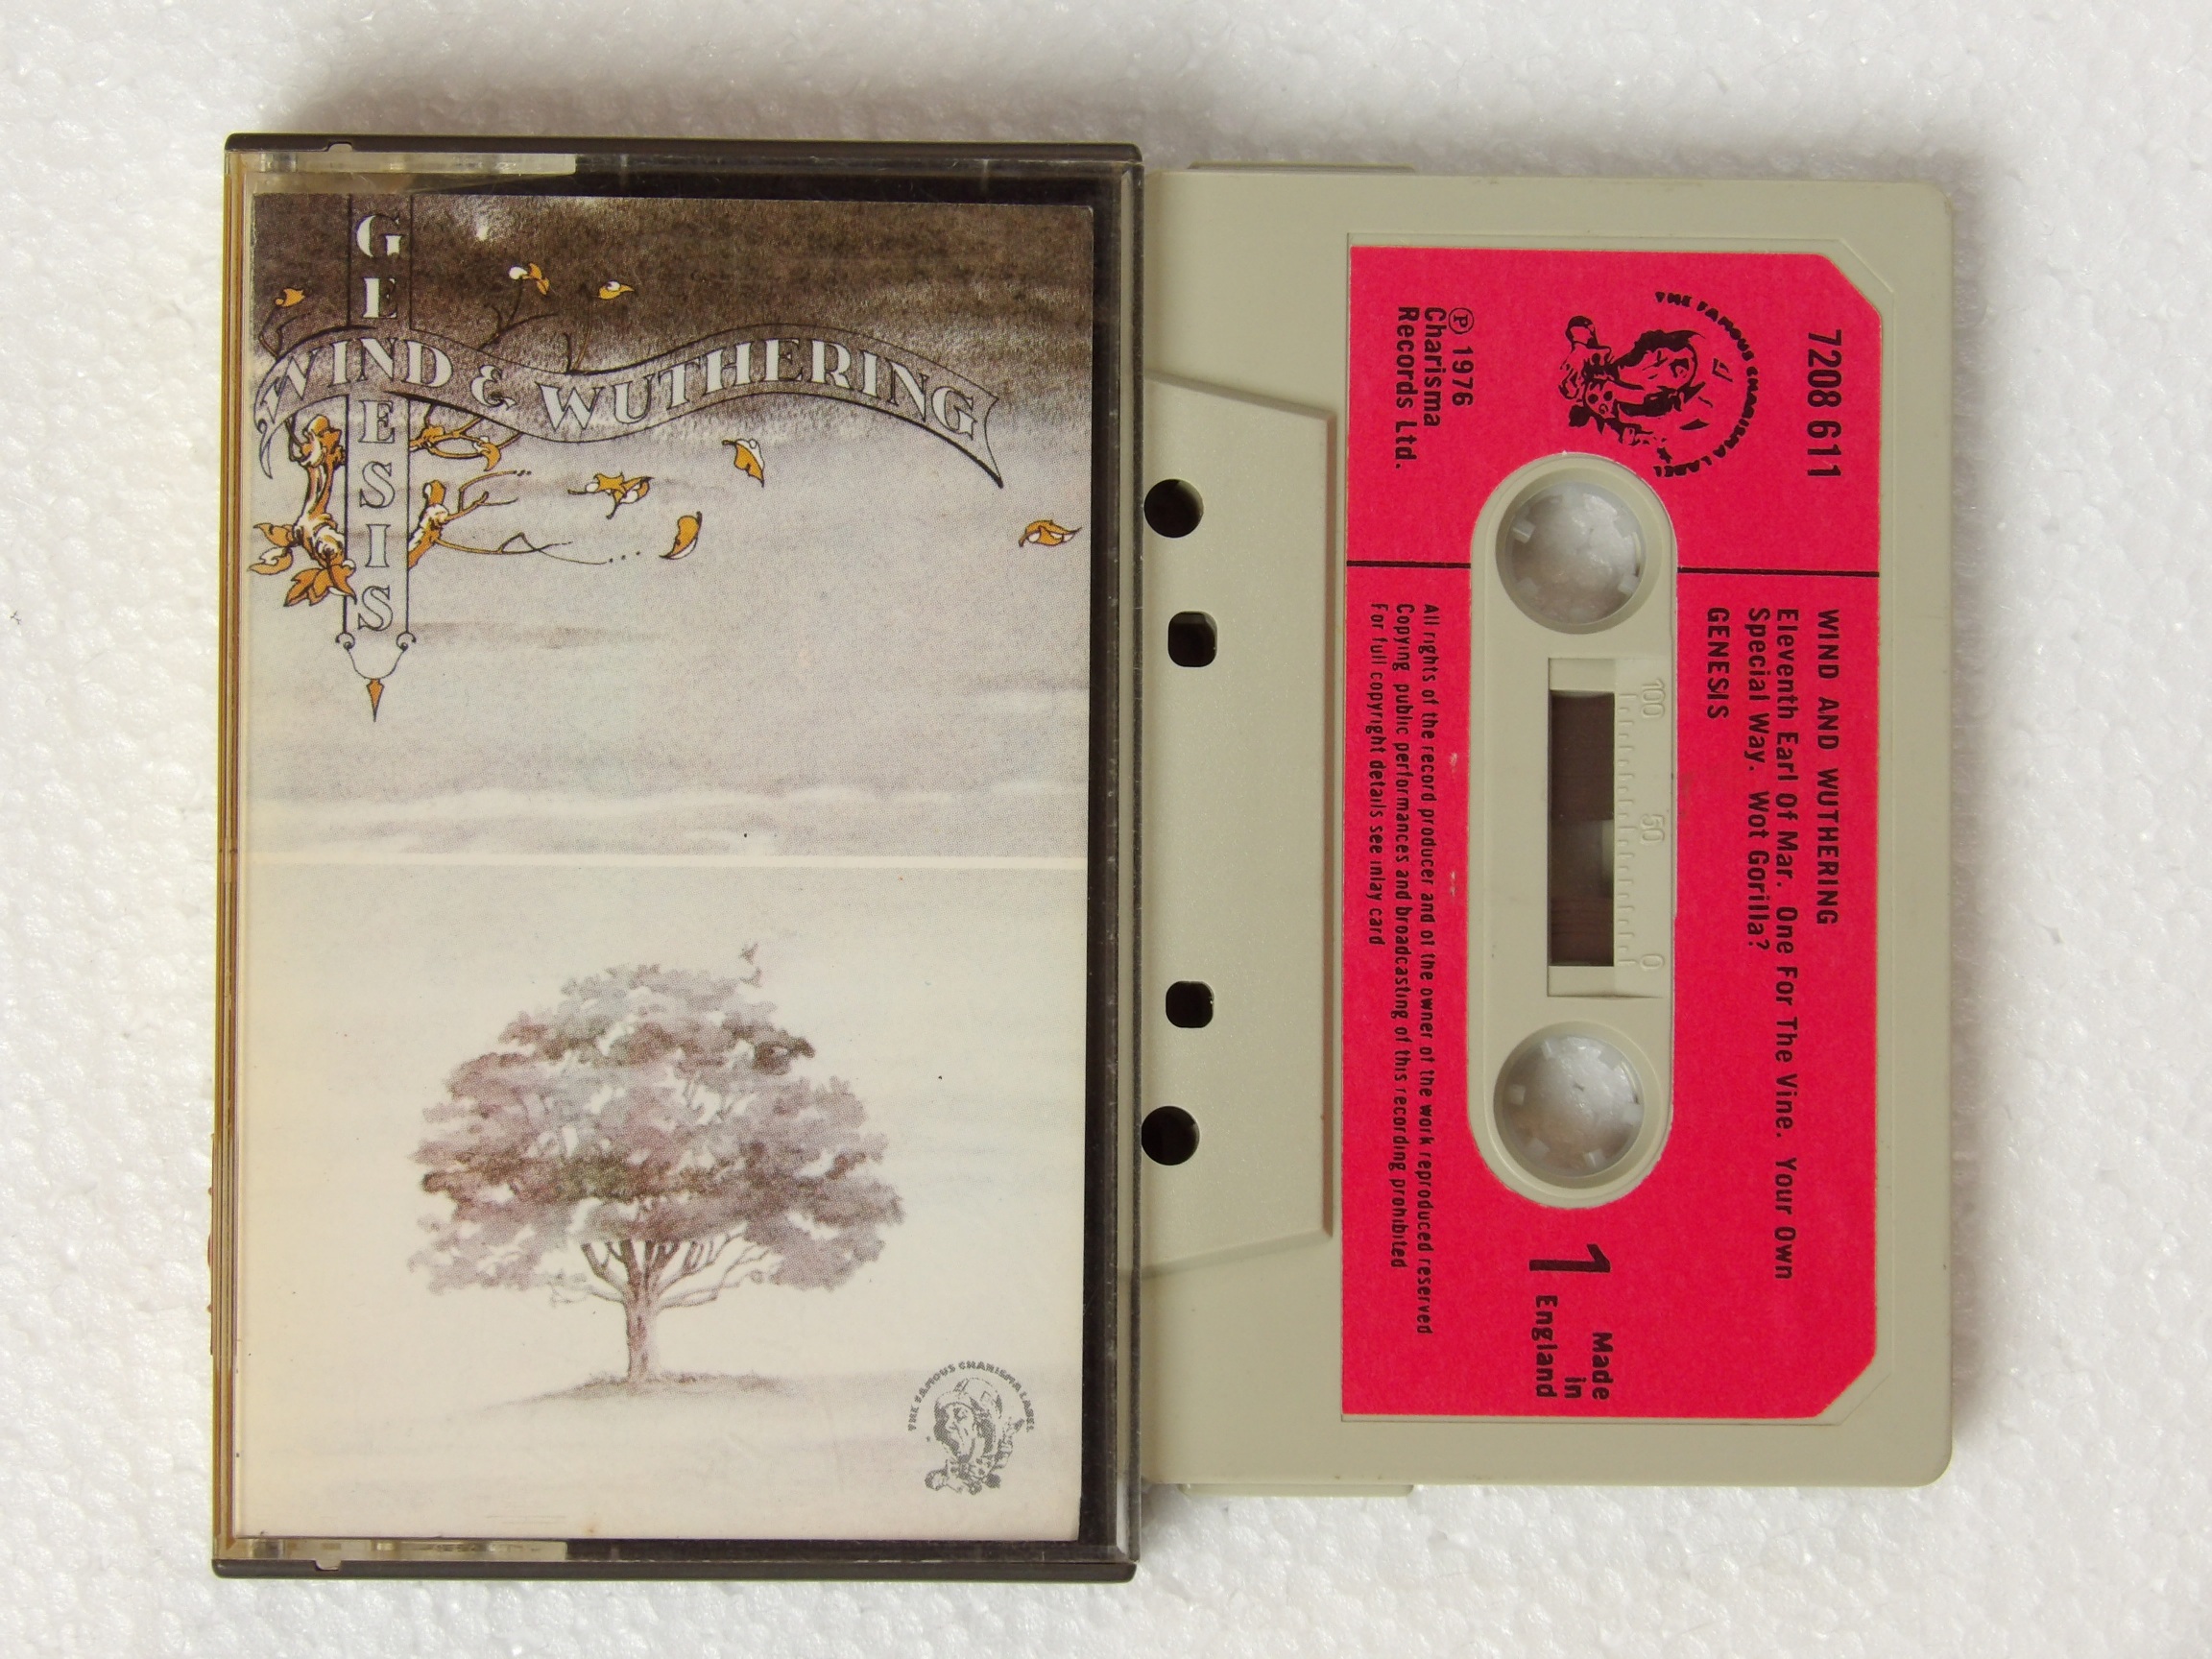 GENESIS
WIND & WUTHERING
THE FAMOUS CHARISMA LABEL
7208 611
THE FAMOUS CHARISMA LABEL
Ⓟ 1976
Charisma
Records Ltd.
WIND AND WUTHERING
Eleventh Earl Of Mar. One For The Vine. Your Own
Special Way. Wot Gorilla?
GENESIS
100 50 0
1
Made
in
England
All rights of the record producer and of the owner of the work reproduced reserved
Copying public performances and broadcasting of this recording prohibited
For full copyright details see inlay card